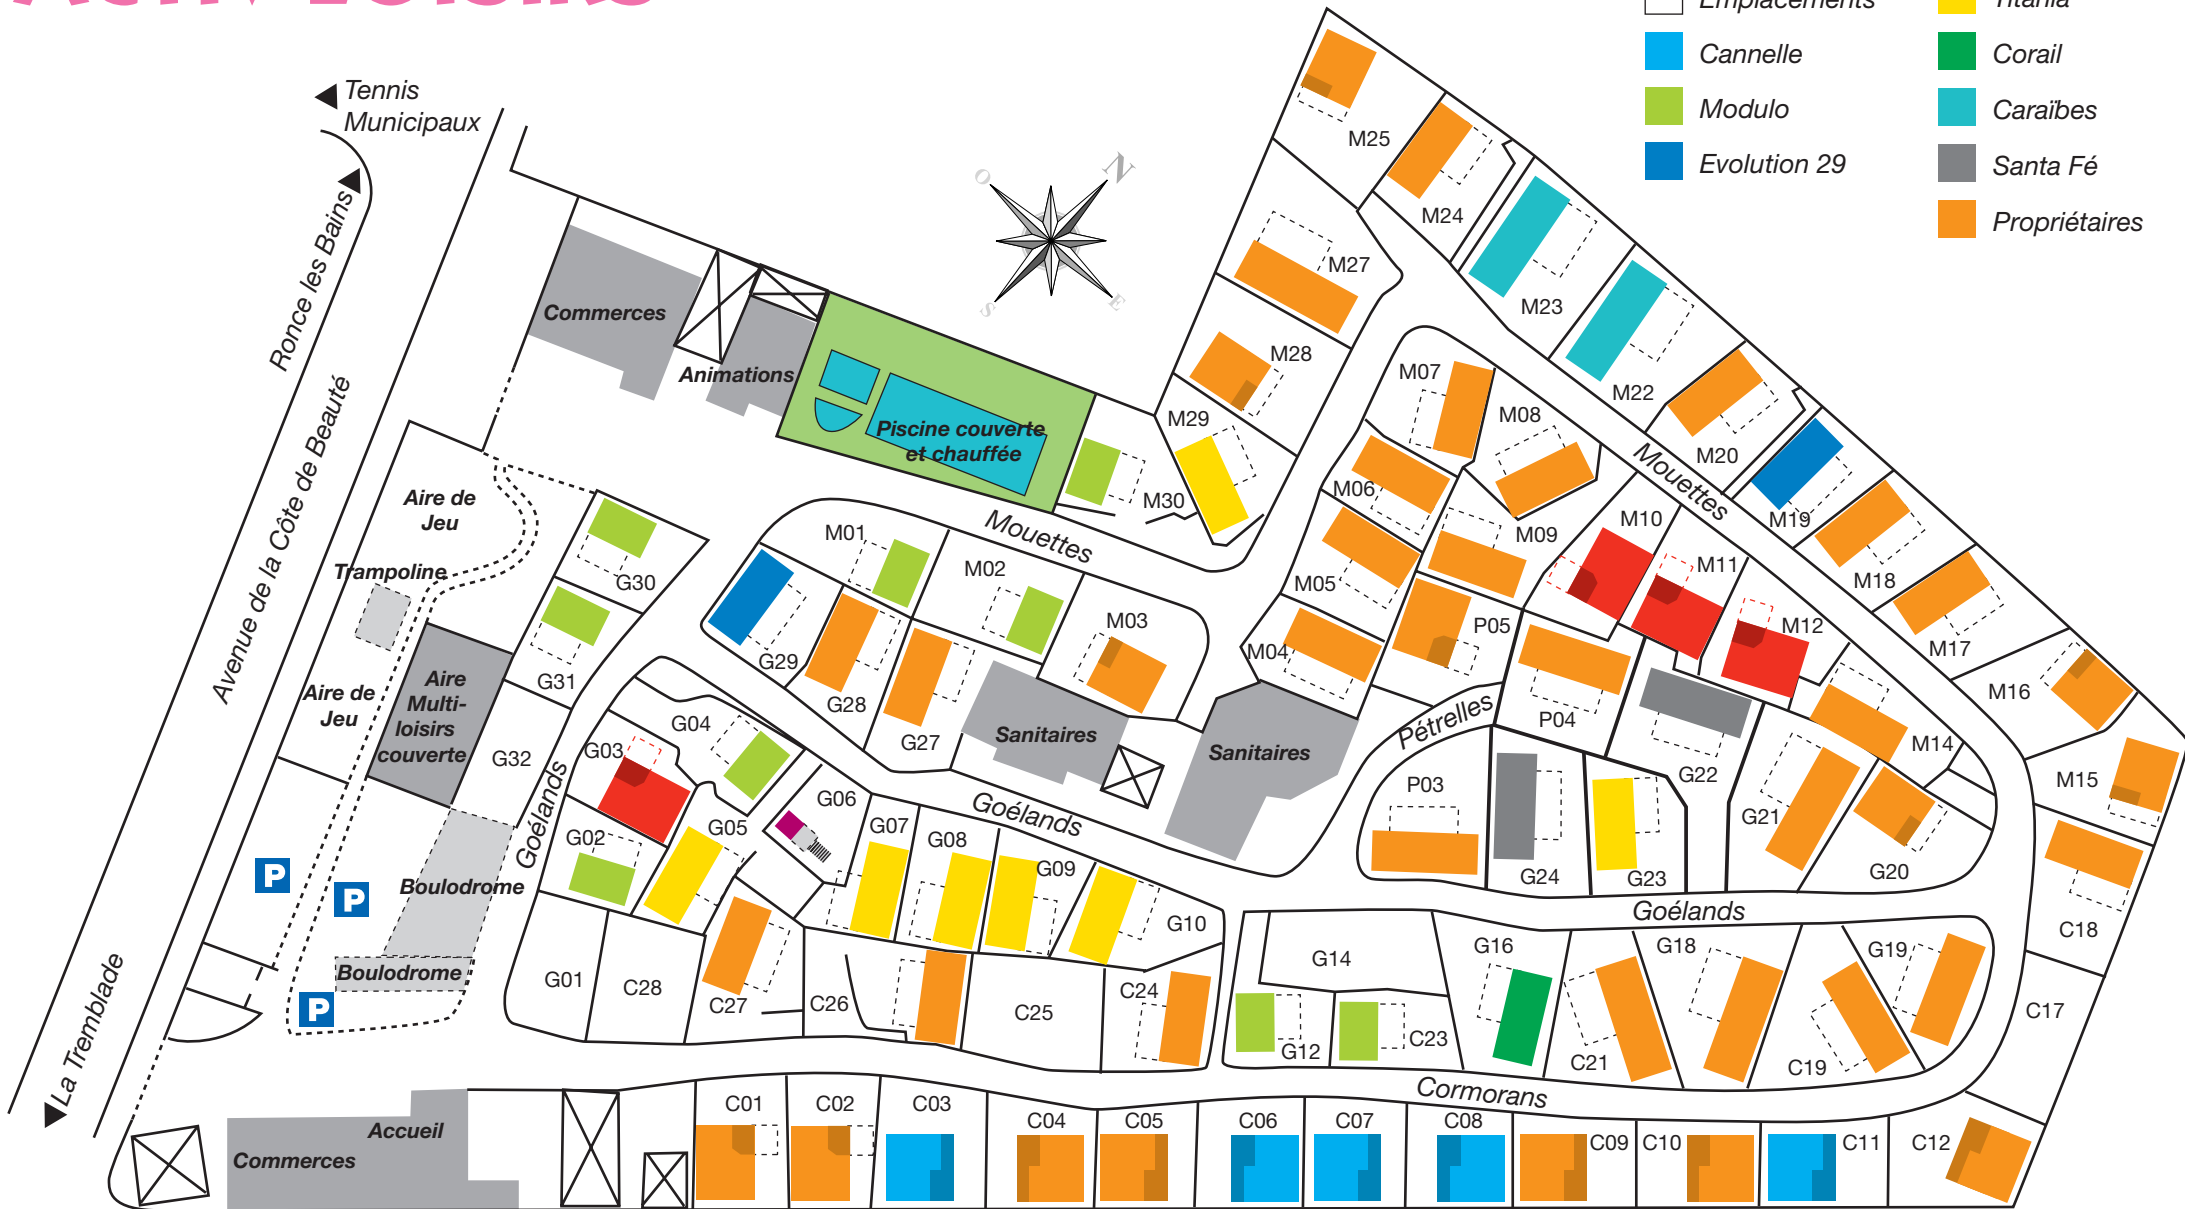 Activ'Loisirs
Emplacements
Titania
Cannelle
Corail
Modulo
Caraïbes
Evolution 29
Santa Fé
Propriétaires
Tennis
Municipaux
Ronce les Bains
Avenue de la Côte de Beauté
La Tremblade
N
O
S
E
Commerces
Animations
Piscine couverte
et chauffée
Aire de
Jeu
Trampoline
Aire de
Jeu
Aire
Multi-
loisirs
couverte
Boulodrome
Boulodrome
P
P
P
Sanitaires
Sanitaires
Accueil
Commerces
Mouettes
Mouettes
Goélands
Goélands
Goélands
Pétrelles
Cormorans
M25
M24
M27
M23
M28
M22
M07
M29
M08
M20
M30
M06
M19
M09
M10
M01
M02
M05
M11
M18
M03
P05
M12
M17
M04
M16
G30
G29
G31
G28
G27
P04
M14
G04
G03
G32
G22
M15
P03
G06
G21
G05
G07
G08
G02
G09
G24
G23
G20
G10
C18
G01
C28
C27
C26
C25
C24
G14
G16
G18
G19
G12
C23
C21
C19
C17
C01
C02
C03
C04
C05
C06
C07
C08
C09
C10
C11
C12